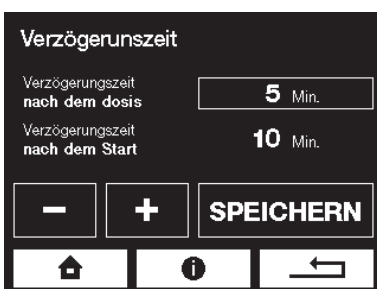 Verzögerunszeit
Verzögerungszeit
nach dem dosis
5 Min.
Verzögerungszeit
nach dem Start
10 Min.
− + SPEICHERN
i